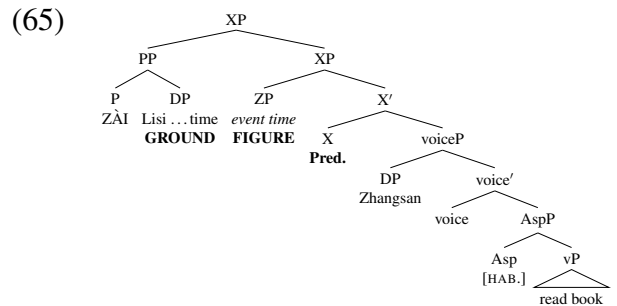 (65)
XP
PP XP
P DP ZP X′
ZÀI Lisi … time event time X voiceP
GROUND FIGURE
Pred. DP voice′
Zhangsan
voice AspP
Asp vP
[HAB.]
read book